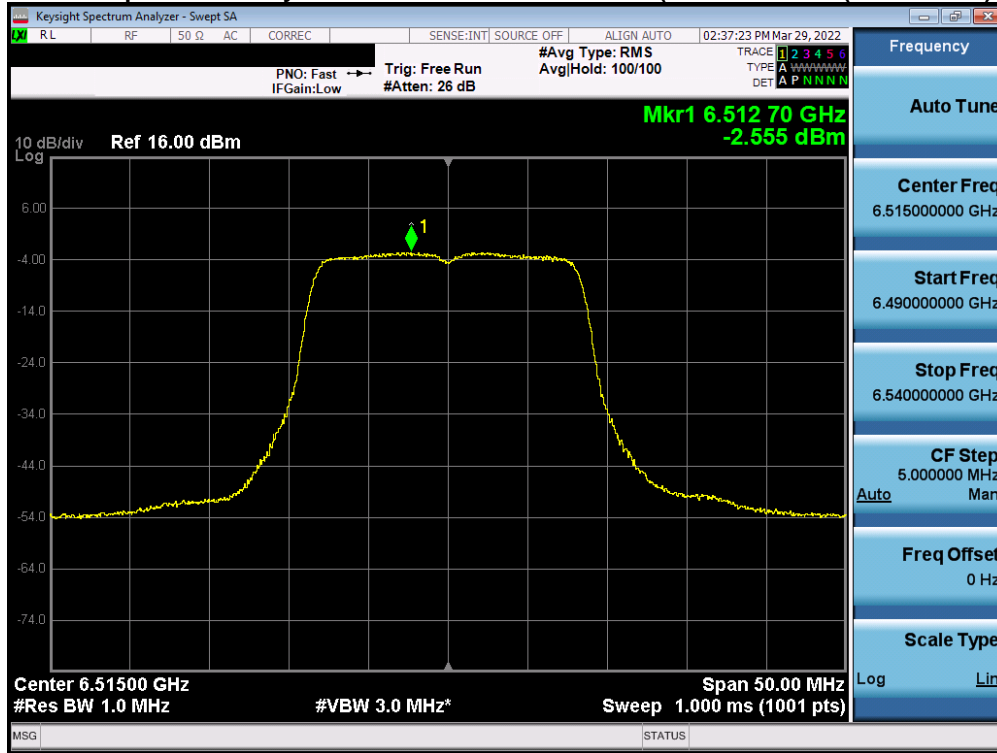 Keysight Spectrum Analyzer - Swept SA
LXI RL RF 50 Ω AC CORREC SENSE:INT SOURCE OFF ALIGN AUTO 02:37:23 PM Mar 29, 2022
PNO: Fast
IFGain:Low
Trig: Free Run
#Atten: 26 dB
#Avg Type: RMS
Avg|Hold: 100/100
TRACE 1 2 3 4 5 6
TYPE A WWWWW
DET A P N N N N
Mkr1 6.512 70 GHz
-2.555 dBm
10 dB/div Ref 16.00 dBm
Log
1
6.00
-4.00
-14.0
-24.0
-34.0
-44.0
-54.0
-64.0
-74.0
Center 6.51500 GHz Span 50.00 MHz
#Res BW 1.0 MHz #VBW 3.0 MHz* Sweep 1.000 ms (1001 pts)
MSG STATUS
Frequency
Auto Tune
Center Freq
6.515000000 GHz
Start Freq
6.490000000 GHz
Stop Freq
6.540000000 GHz
CF Step
5.000000 MHz
Auto Man
Freq Offset
0 Hz
Scale Type
Log Lin